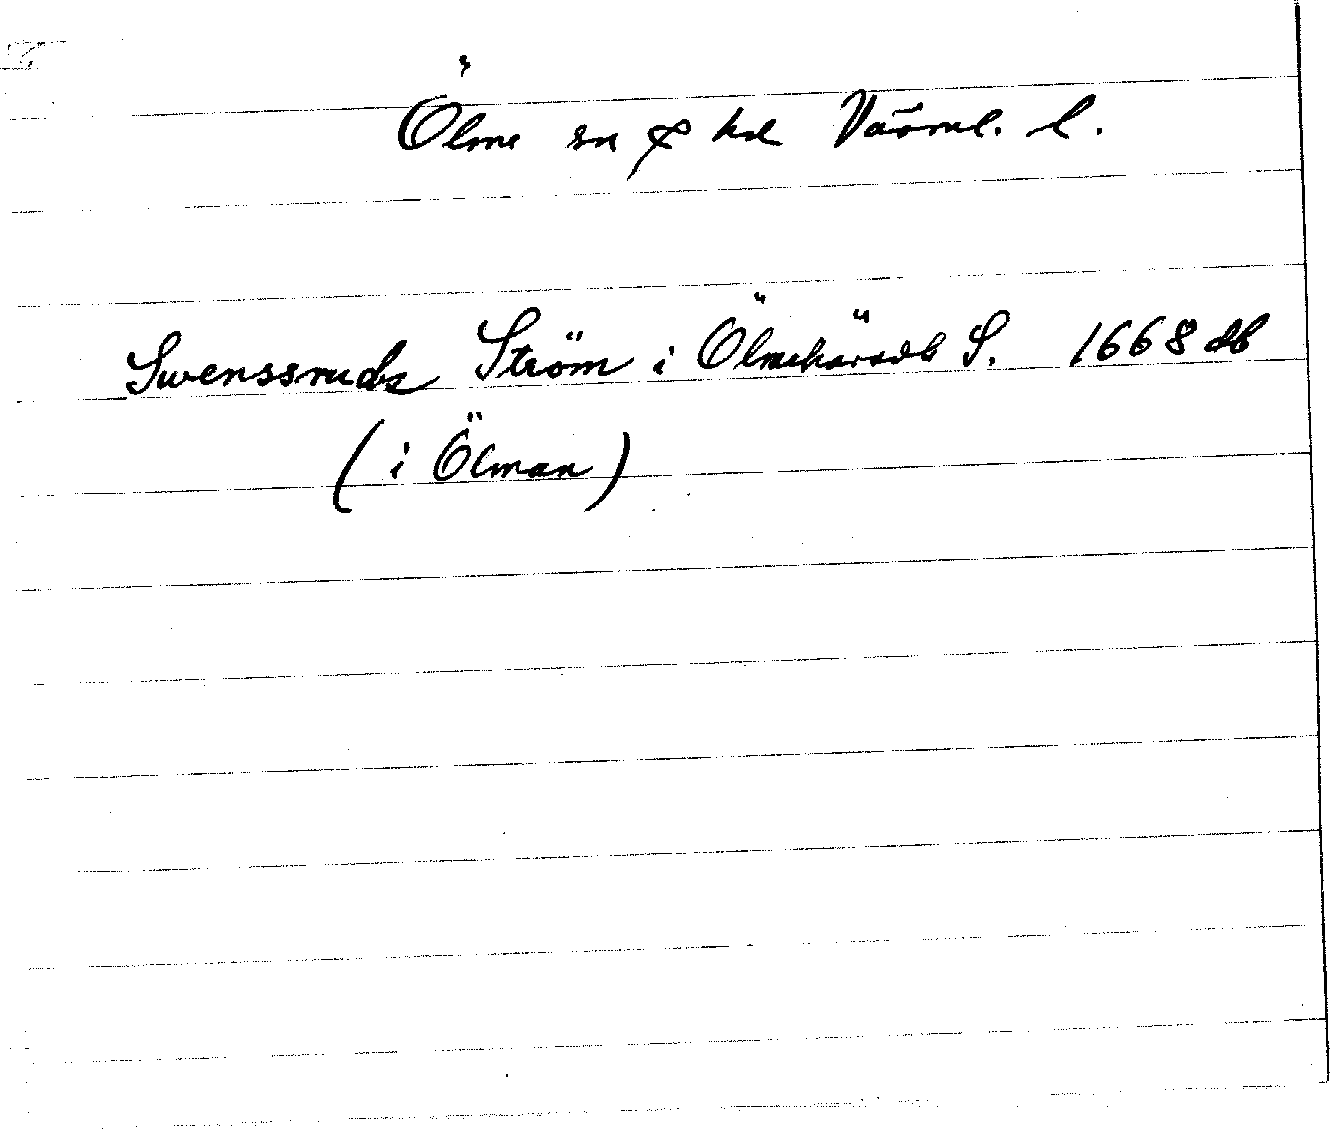 Ölme sn & hd Värml. l.
Swenssruds Ström i Ölmehärads S. 1668 db
(i Ölman)